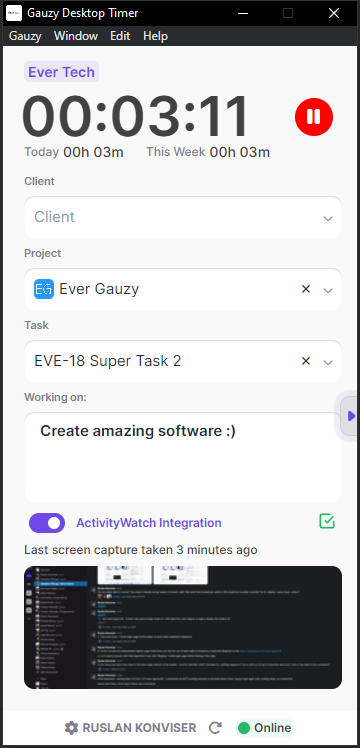 Gauzy Desktop Timer
Gauzy Window Edit Help
Ever Tech
00:03:11
Today 00h 03m This Week 00h 03m
Client
Client
Project
EG Ever Gauzy
Task
EVE-18 Super Task 2
Working on:
Create amazing software :)
ActivityWatch Integration
Last screen capture taken 3 minutes ago
RUSLAN KONVISER Online